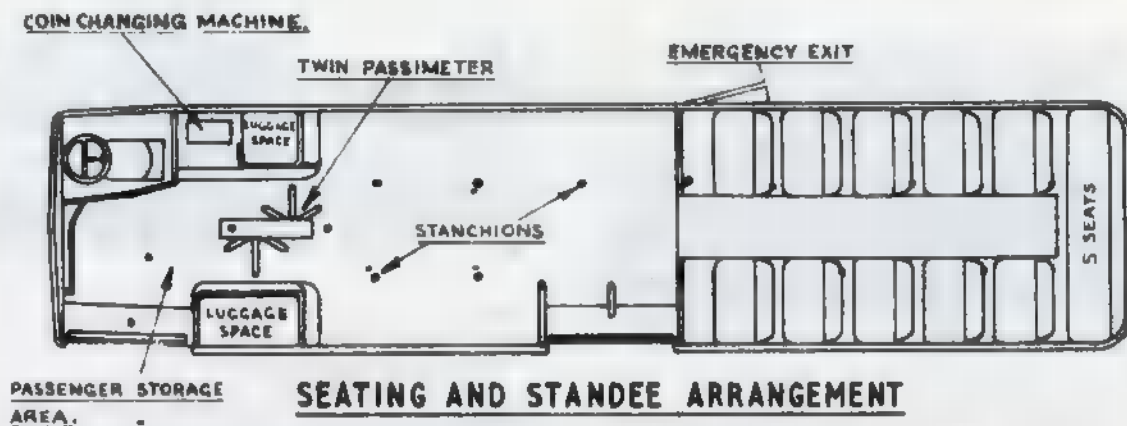 COIN CHANGING MACHINE.
TWIN PASSIMETER
EMERGENCY EXIT
LUGGAGE
SPACE
STANCHIONS
5 SEATS
LUGGAGE
SPACE
PASSENGER STORAGE
AREA.
SEATING AND STANDEE ARRANGEMENT